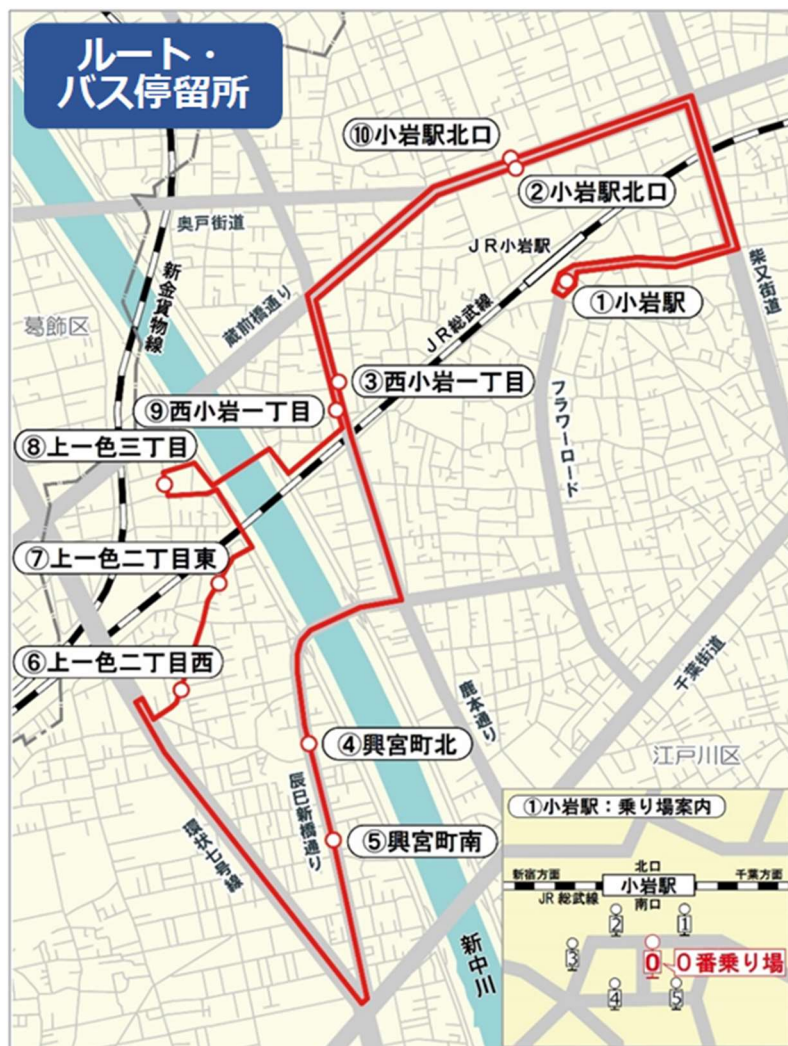 ルート・
バス停留所
⑩小岩駅北口
②小岩駅北口
奥戸街道
JR小岩駅
柴又街道
①小岩駅
新金貨物線
葛飾区
蔵前橋通り
JR総武線
③西小岩一丁目
フラワーロード
⑨西小岩一丁目
⑧上一色三丁目
⑦上一色二丁目東
⑥上一色二丁目西
千葉街道
鹿本通り
④興宮町北
江戸川区
辰巳新橋通り
環状七号線
⑤興宮町南
新中川
①小岩駅：乗り場案内
北口
新宿方面
小岩駅
千葉方面
JR総武線
南口
2
1
3
0
0番乗り場
4
5